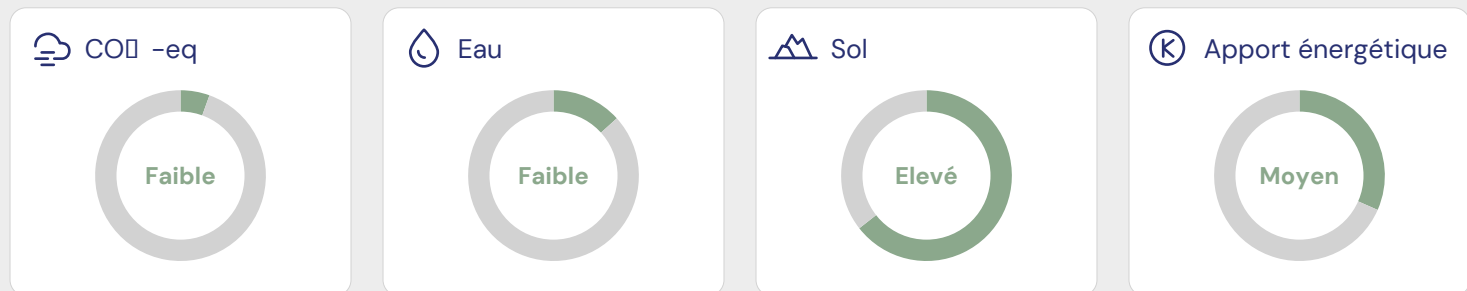 CO▯ -eq
Eau
Sol
Apport énergétique
Faible
Faible
Elevé
Moyen